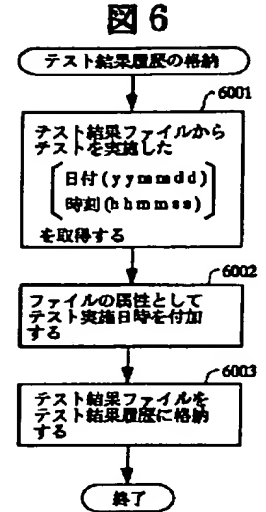 図6
テスト結果履歴の格納
6001
テスト結果ファイルから
テストを実施した
日付(yymmdd)
時刻(hhmmss)
を取得する
6002
ファイルの属性として
テスト実施日時を付加
する
6003
テスト結果ファイルを
テスト結果履歴に格納
する
終了